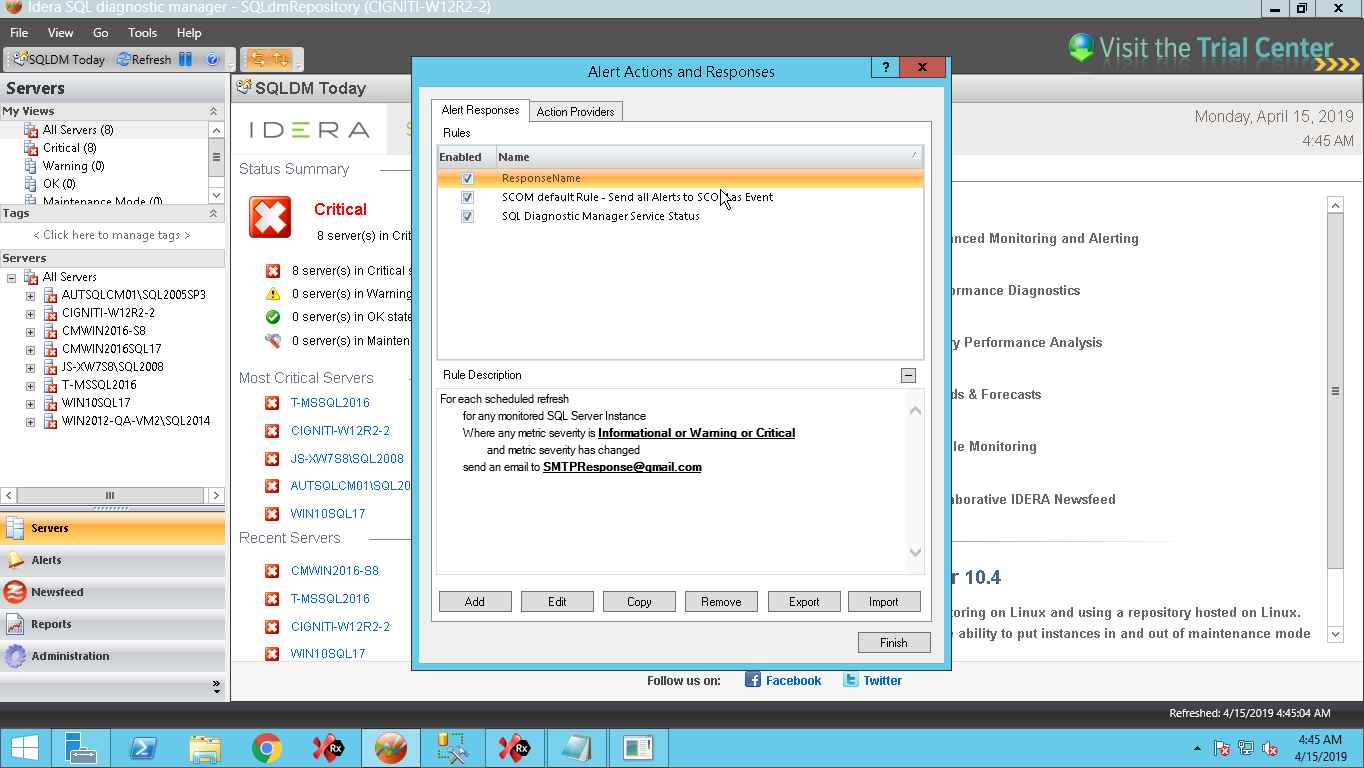 Idera SQL diagnostic manager - SQLdmRepository (CIGNITI-W12R2-2)
File View Go Tools Help
SQLDM Today Refresh
Visit the Trial Center
Servers
My Views
All Servers (8)
Critical (8)
Warning (0)
OK (0)
Maintenance Mode (0)
Tags
< Click here to manage tags >
Servers
All Servers
AUTSQLCM01\SQL2005SP3
CIGNITI-W12R2-2
CMWIN2016-S8
CMWIN2016SQL17
JS-XW7S8\SQL2008
T-MSSQL2016
WIN10SQL17
WIN2012-QA-VM2\SQL2014
Servers
Alerts
Newsfeed
Reports
Administration
SQLDM Today
IDERA
Monday, April 15, 2019
4:45 AM
Status Summary
Critical
8 server(s) in Crit
8 server(s) in Critical s
0 server(s) in Warning
0 server(s) in OK state
0 server(s) in Mainten
Most Critical Servers
T-MSSQL2016
CIGNITI-W12R2-2
JS-XW7S8\SQL2008
AUTSQLCM01\SQL20
WIN10SQL17
Recent Servers
CMWIN2016-S8
T-MSSQL2016
CIGNITI-W12R2-2
WIN10SQL17
Alert Actions and Responses
?
Alert Responses Action Providers
Rules
Enabled Name
ResponseName
SCOM default Rule - Send all Alerts to SCO as Event
SQL Diagnostic Manager Service Status
Rule Description
For each scheduled refresh
for any monitored SQL Server Instance
Where any metric severity is Informational or Warning or Critical
and metric severity has changed
send an email to SMTPResponse@gmail.com
Add Edit Copy Remove Export Import
Finish
nced Monitoring and Alerting
rmance Diagnostics
y Performance Analysis
ds & Forecasts
le Monitoring
aborative IDERA Newsfeed
r 10.4
toring on Linux and using a repository hosted on Linux.
ability to put instances in and out of maintenance mode
Follow us on: Facebook Twitter
Refreshed: 4/15/2019 4:45:04 AM
Rx
Rx
4:45 AM
4/15/2019